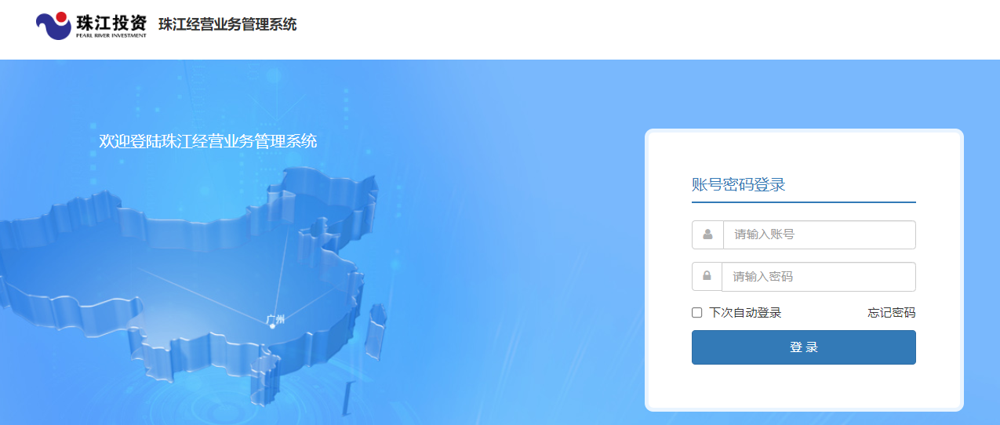 珠江投资
PEARL RIVER INVESTMENT
珠江经营业务管理系统
欢迎登陆珠江经营业务管理系统
广州
账号密码登录
请输入账号
请输入密码
下次自动登录
忘记密码
登 录